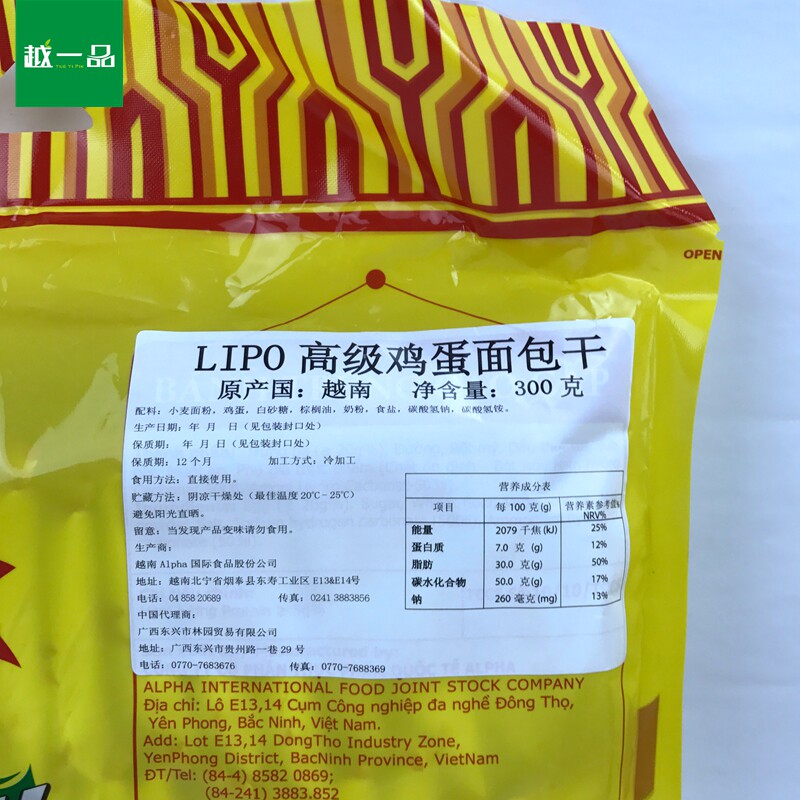 越一品
OPEN
LIPO 高级鸡蛋面包干
原产国：越南 净含量：300 克
配料：小麦面粉，鸡蛋，白砂糖，棕榈油，奶粉，食盐，碳酸氢钠，碳酸氢铵。
生产日期：年 月 日（见包装封口处）
保质期： 年 月 日（见包装封口处）
保质期：12 个月 加工方式：冷加工
食用方法：直接使用。
贮藏方法：阴凉干燥处（最佳温度 20℃－25℃）
避免阳光直晒。
留意：当发现产品变味请勿食用。
生产商：
越南 Alpha 国际食品股份公司
地址：越南北宁省烟奉县东寿工业区 E13&E14号
电话：04 858 20689 传真：0241 3883856
中国代理商：
广西东兴市林园贸易有限公司
地址：广西东兴市贵州路一巷 29 号
电话：0770-7683676 传真：0770-7688369
营养成分表
项目 每 100 克(g) 营养素参考值%
NRV%
能量 2079 千焦(kJ) 25%
蛋白质 7.0 克 (g) 12%
脂肪 30.0 克(g) 50%
碳水化合物 50.0 克(g) 17%
钠 260 毫克(mg) 13%
ALPHA INTERNATIONAL FOOD JOINT STOCK COMPANY
Địa chỉ: Lô E13,14 Cụm Công nghiệp đa nghề Đông Thọ,
Yên Phong, Bắc Ninh, Việt Nam.
Add: Lot E13,14 DongTho Industry Zone,
YenPhong District, BacNinh Province, VietNam
ĐT/Tel: (84-4) 8582 0869;
(84-241) 3883.852